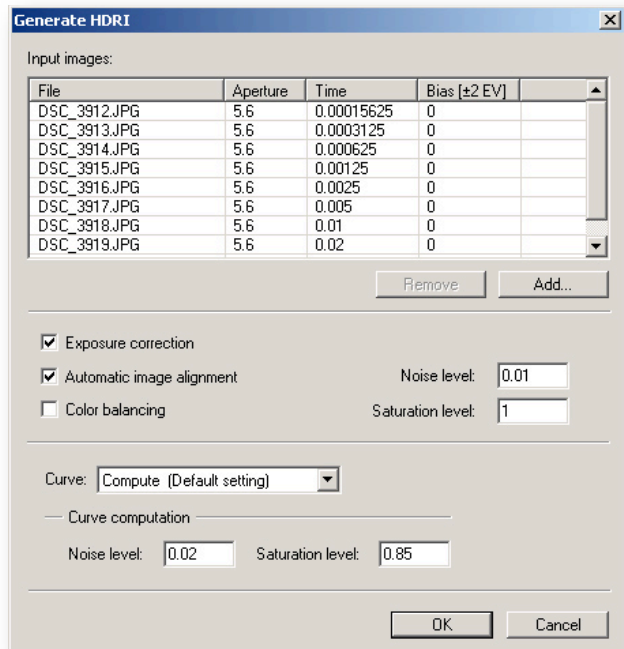 Generate HDRI
Input images:
File Aperture Time Bias [±2 EV]
DSC_3912.JPG 5.6 0.00015625 0
DSC_3913.JPG 5.6 0.0003125 0
DSC_3914.JPG 5.6 0.000625 0
DSC_3915.JPG 5.6 0.00125 0
DSC_3916.JPG 5.6 0.0025 0
DSC_3917.JPG 5.6 0.005 0
DSC_3918.JPG 5.6 0.01 0
DSC_3919.JPG 5.6 0.02 0
Remove Add...
Exposure correction
Automatic image alignment Noise level: 0.01
Color balancing Saturation level: 1
Curve: Compute (Default setting)
Curve computation
Noise level: 0.02 Saturation level: 0.85
OK Cancel